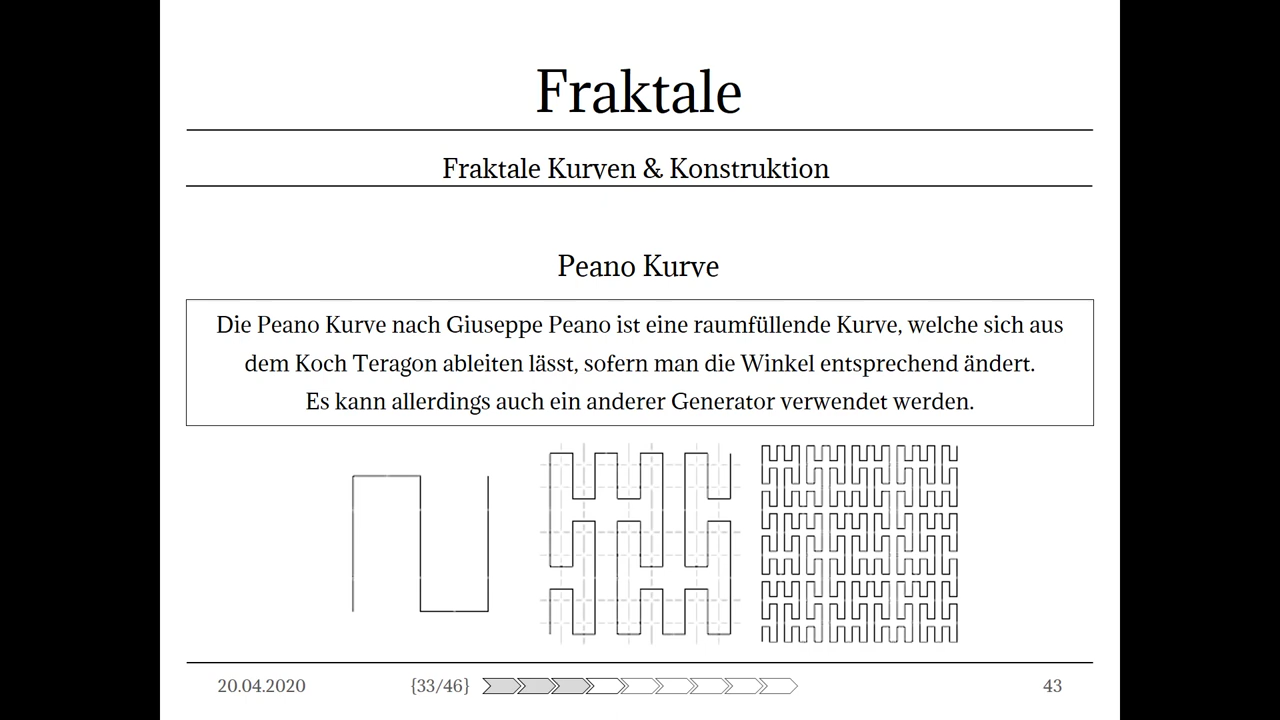 Fraktale
Fraktale Kurven & Konstruktion
Peano Kurve
Die Peano Kurve nach Giuseppe Peano ist eine raumfüllende Kurve, welche sich aus
dem Koch Teragon ableiten lässt, sofern man die Winkel entsprechend ändert.
Es kann allerdings auch ein anderer Generator verwendet werden.
20.04.2020 {33/46} 43